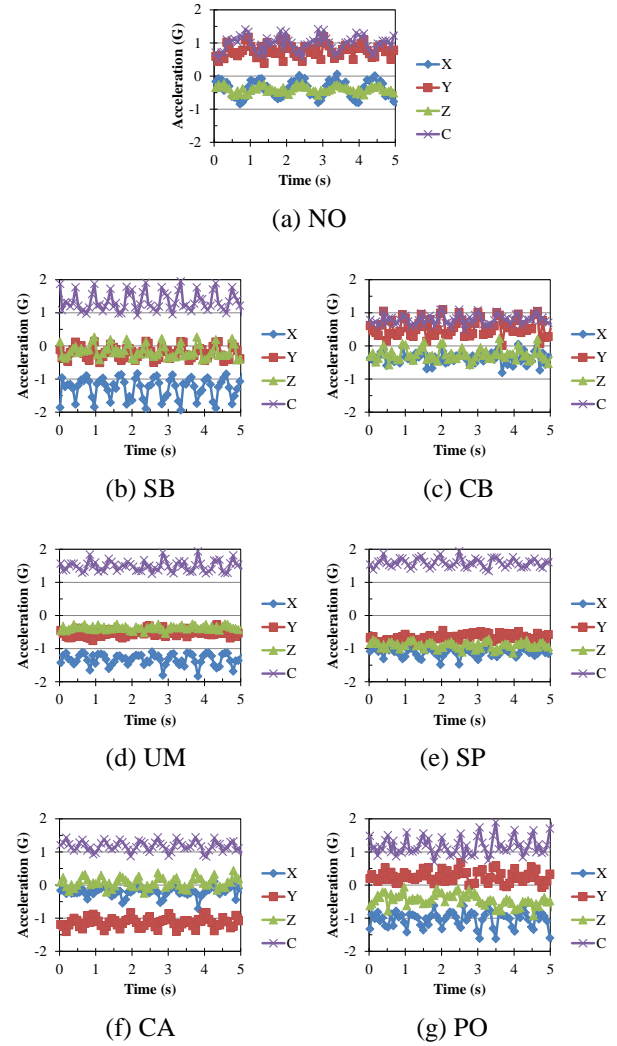 2
1
0
-1
-2
0 1 2 3 4 5
Acceleration (G)
Time (s)
X
Y
Z
C
(a) NO
2
1
0
-1
-2
0 1 2 3 4 5
Acceleration (G)
Time (s)
X
Y
Z
C
(b) SB
2
1
0
-1
-2
0 1 2 3 4 5
Acceleration (G)
Time (s)
X
Y
Z
C
(c) CB
2
1
0
-1
-2
0 1 2 3 4 5
Acceleration (G)
Time (s)
X
Y
Z
C
(d) UM
2
1
0
-1
-2
0 1 2 3 4 5
Acceleration (G)
Time (s)
X
Y
Z
C
(e) SP
2
1
0
-1
-2
0 1 2 3 4 5
Acceleration (G)
Time (s)
X
Y
Z
C
(f) CA
2
1
0
-1
-2
0 1 2 3 4 5
Acceleration (G)
Time (s)
X
Y
Z
C
(g) PO